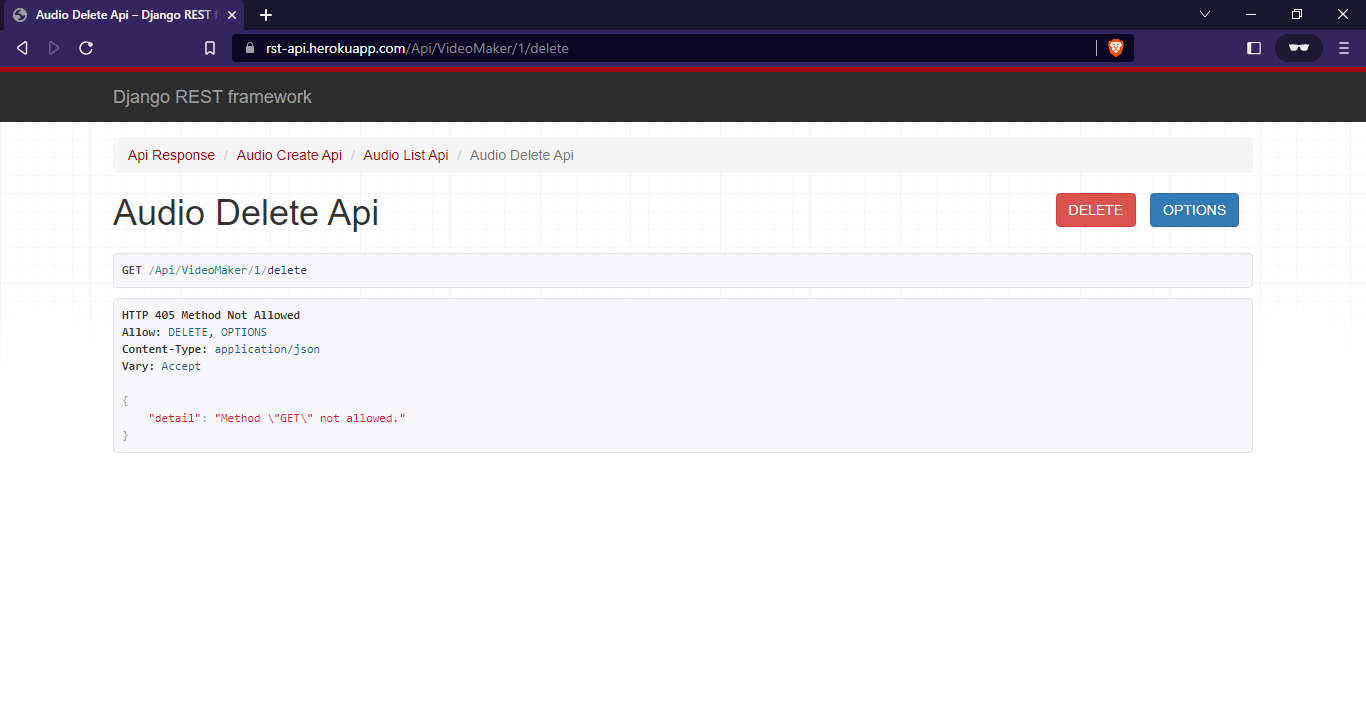 Audio Delete Api – Django REST f
rst-api.herokuapp.com/Api/VideoMaker/1/delete
Django REST framework
Api Response / Audio Create Api / Audio List Api / Audio Delete Api
Audio Delete Api
DELETE
OPTIONS
GET /Api/VideoMaker/1/delete
HTTP 405 Method Not Allowed
Allow: DELETE, OPTIONS
Content-Type: application/json
Vary: Accept
{
"detail": "Method \"GET\" not allowed."
}